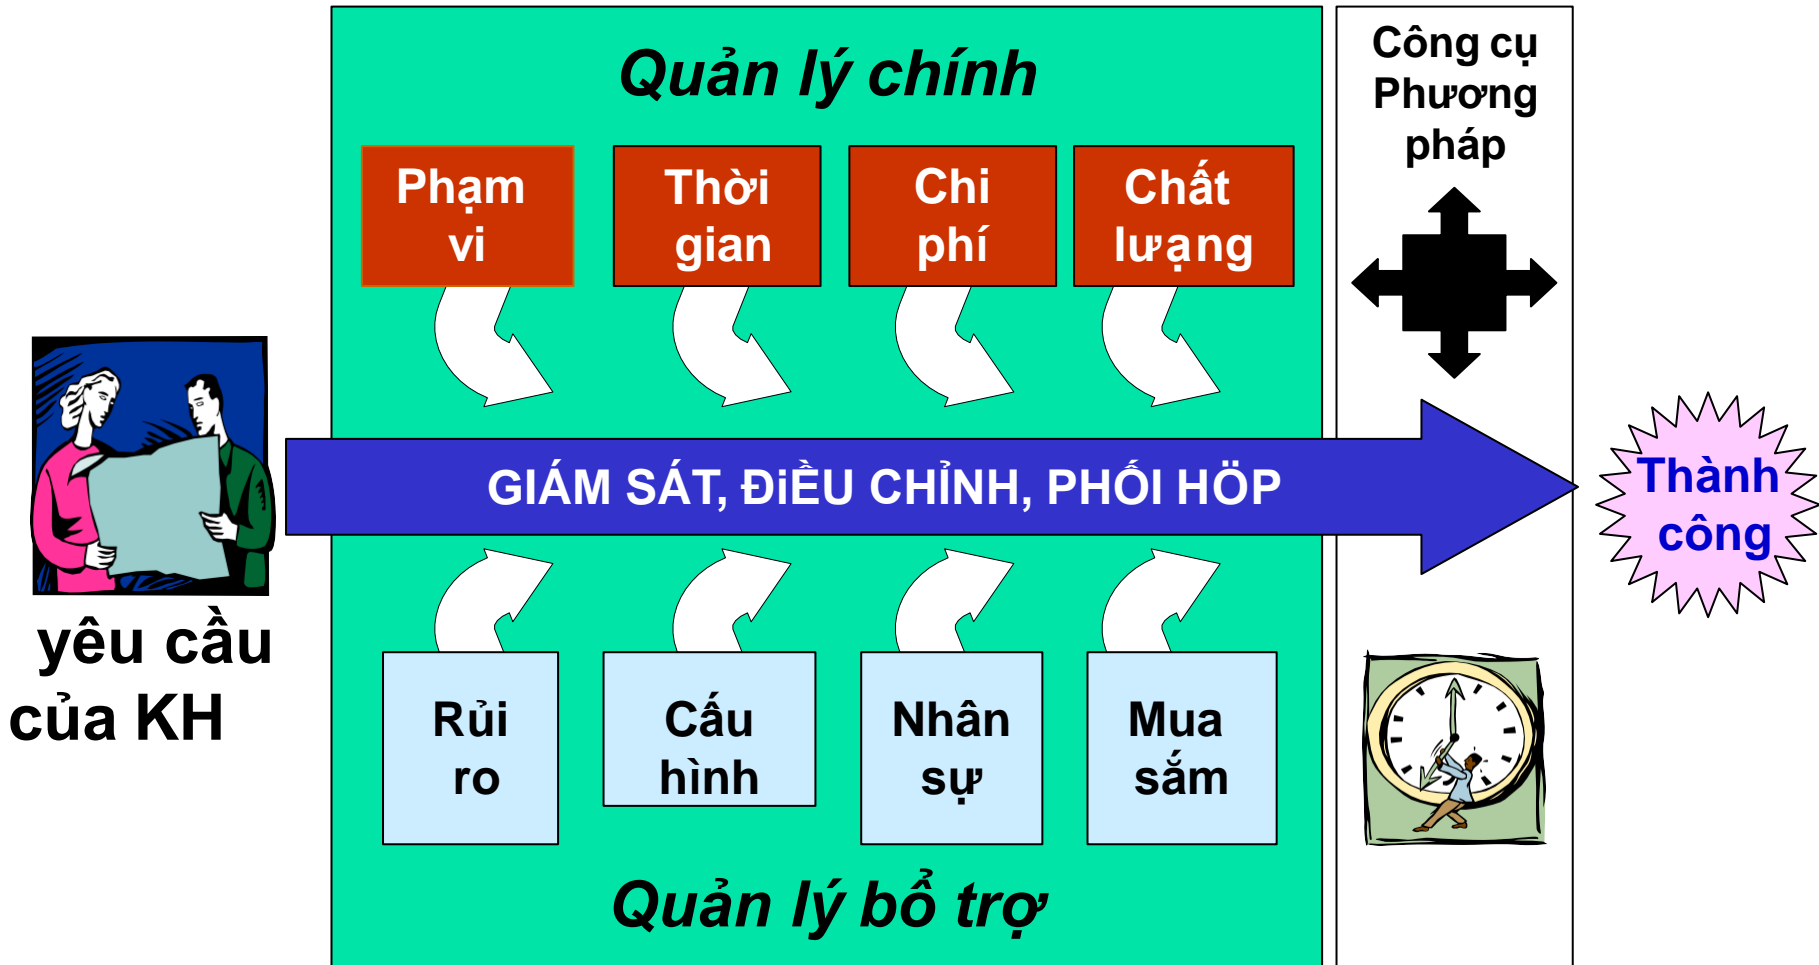 Quản lý chính
Công cụ
Phương
pháp
Phạm
vi
Thời
gian
Chi
phí
Chất
lưạng
GIÁM SÁT, ĐiỀU CHỈNH, PHỐI HÖP
Thành
công
yêu cầu
của KH
Rủi
ro
Cấu
hình
Nhân
sự
Mua
sắm
Quản lý bổ trợ